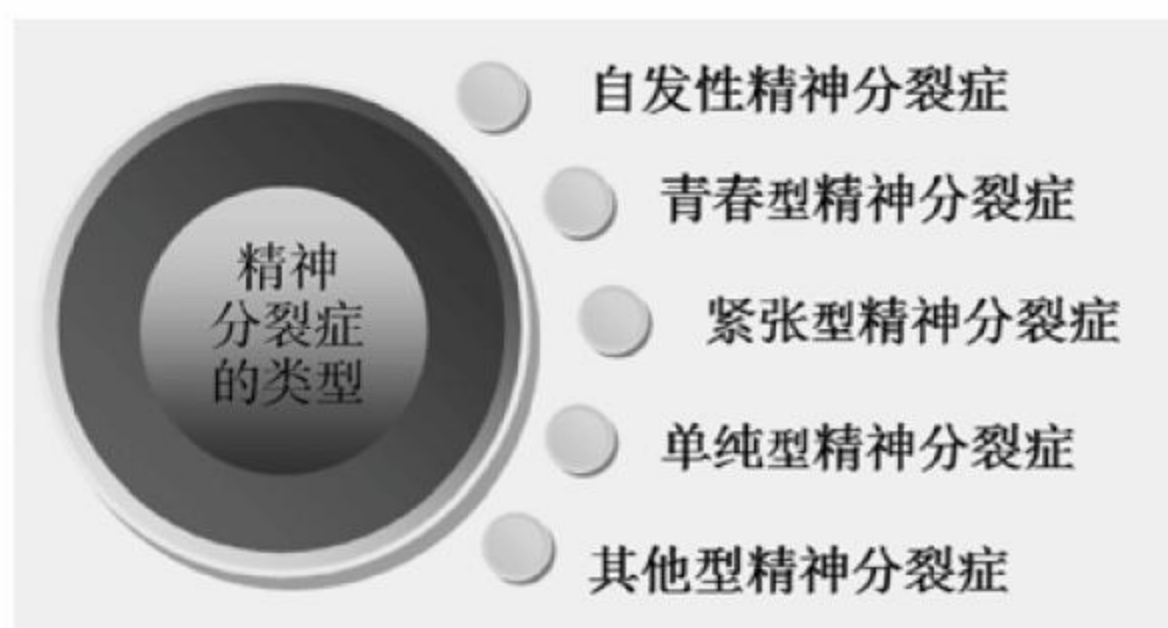 精神
分裂症
的类型
自发性精神分裂症
青春型精神分裂症
紧张型精神分裂症
单纯型精神分裂症
其他型精神分裂症